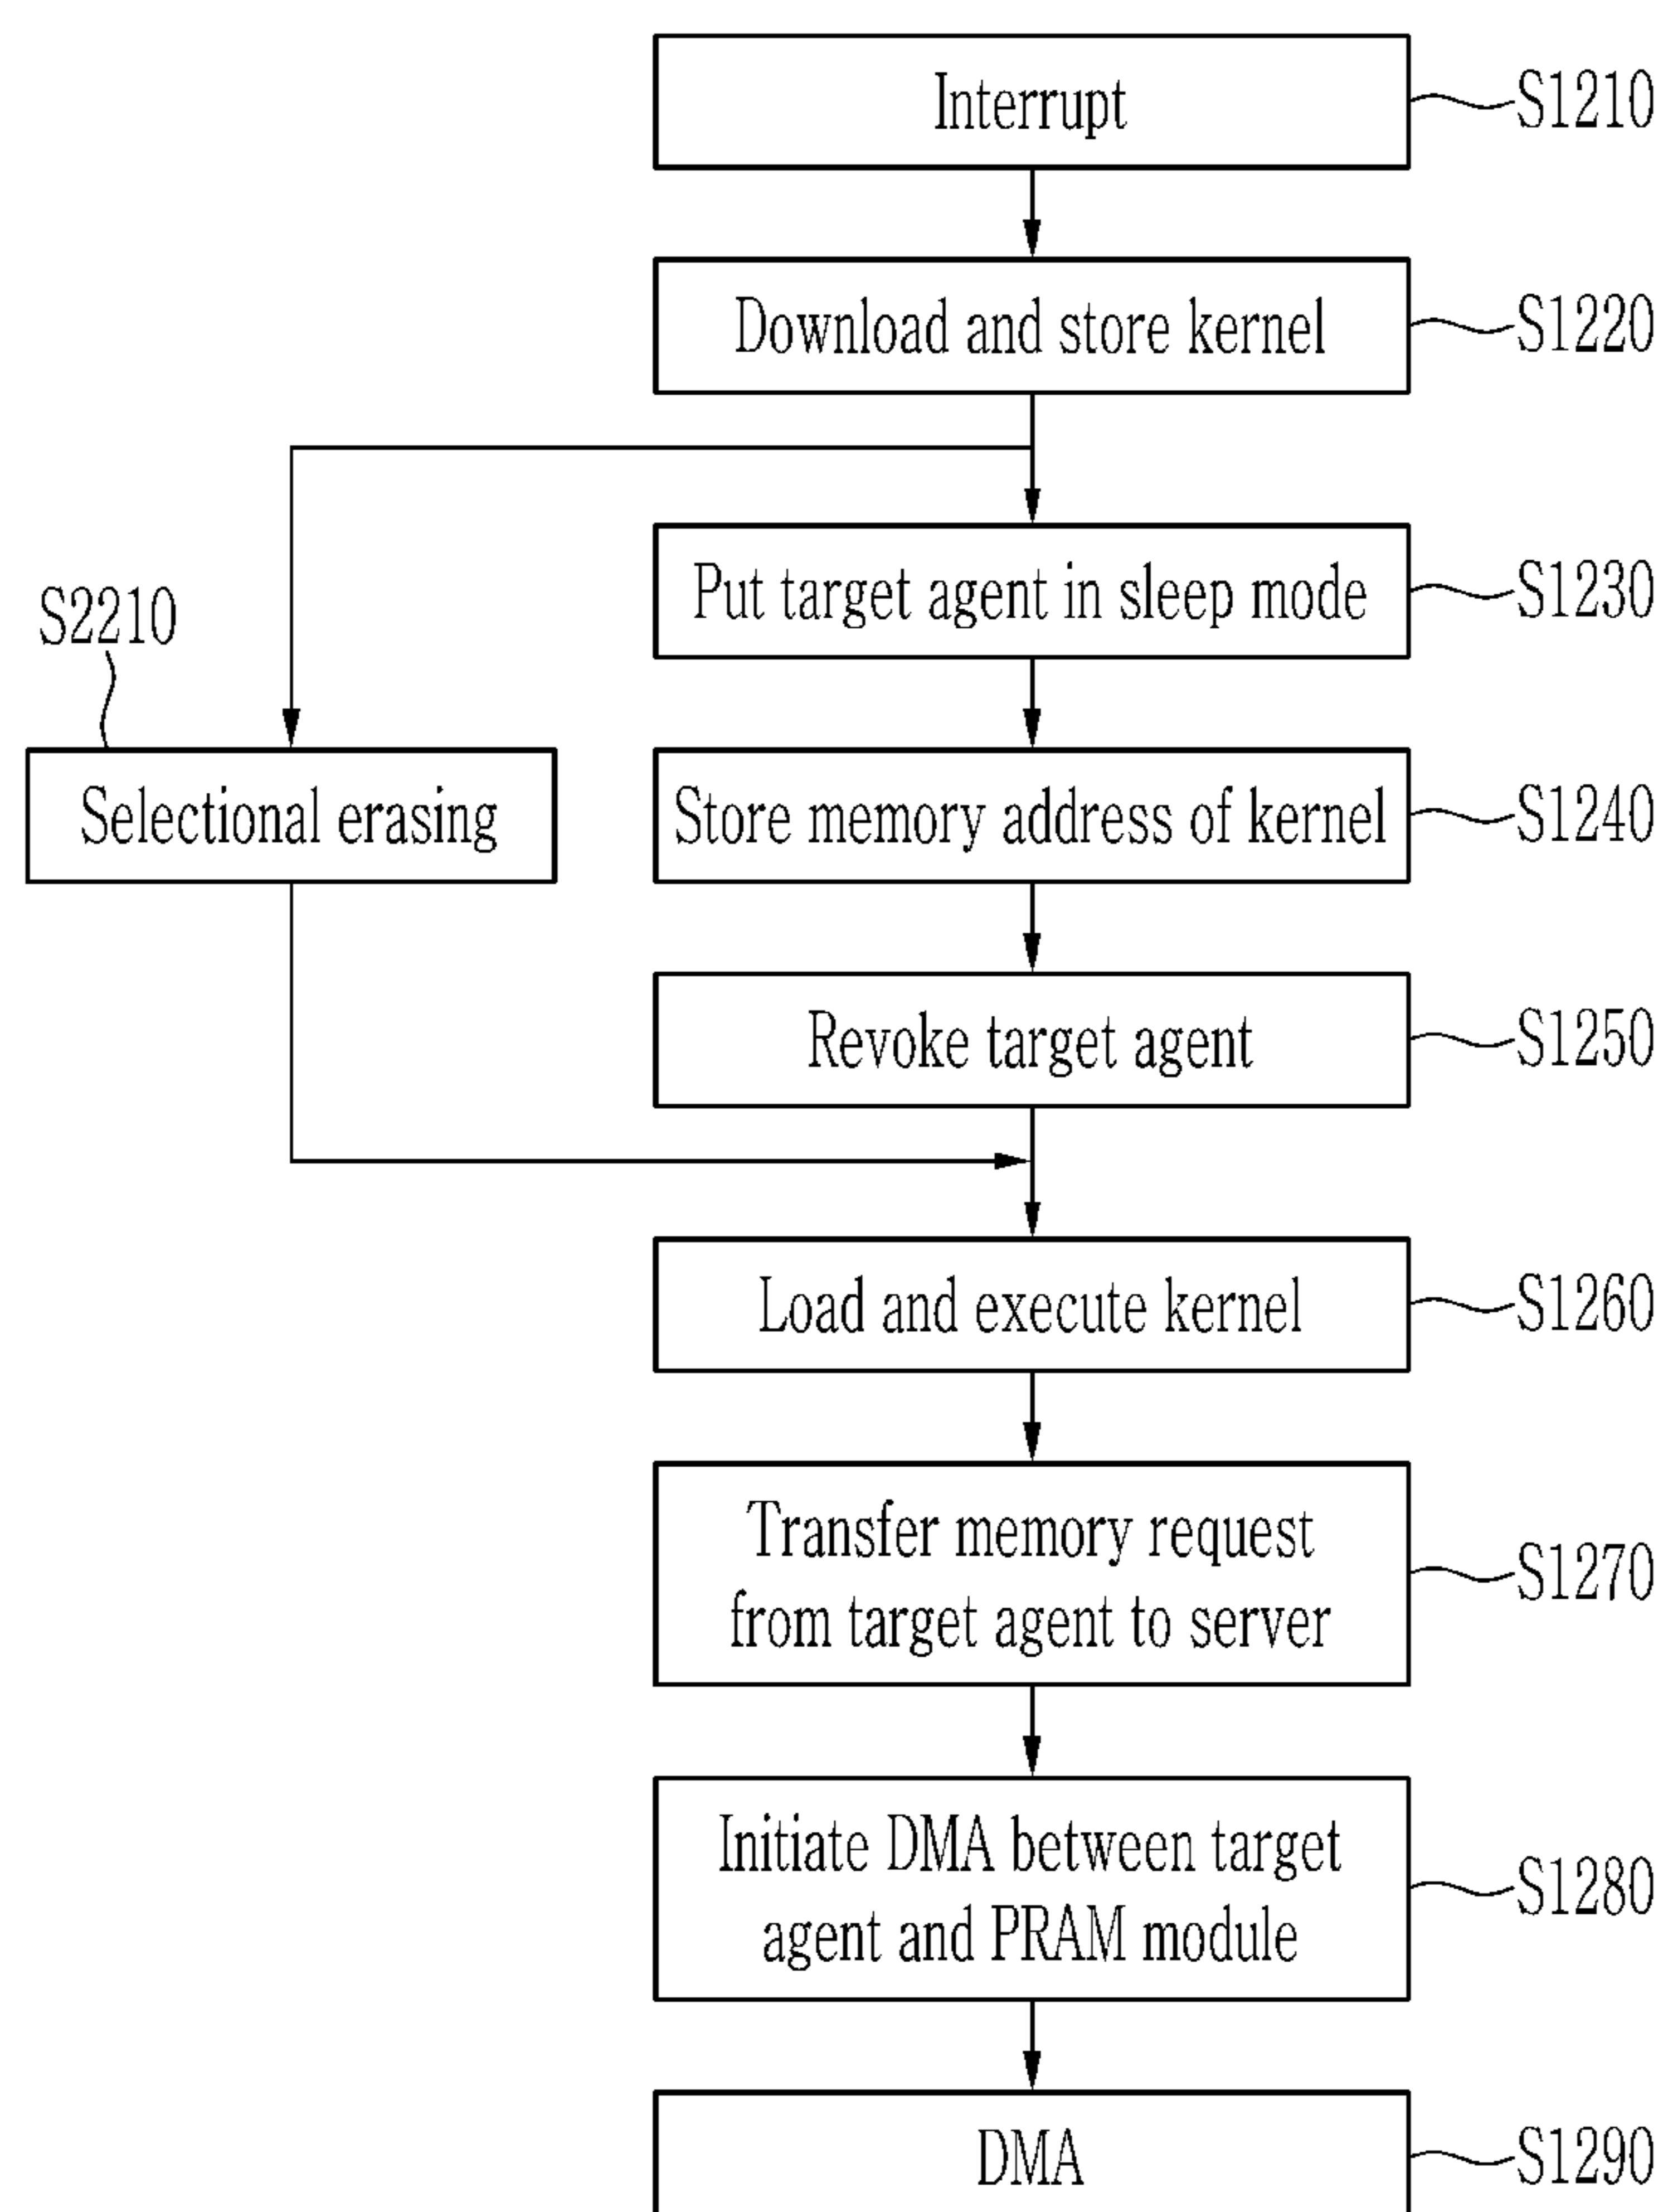 Interrupt
S1210
Download and store kernel
S1220
Put target agent in sleep mode
S1230
S2210
Selectional erasing
Store memory address of kernel
S1240
Revoke target agent
S1250
Load and execute kernel
S1260
Transfer memory request
from target agent to server
S1270
Initiate DMA between target
agent and PRAM module
S1280
DMA
S1290